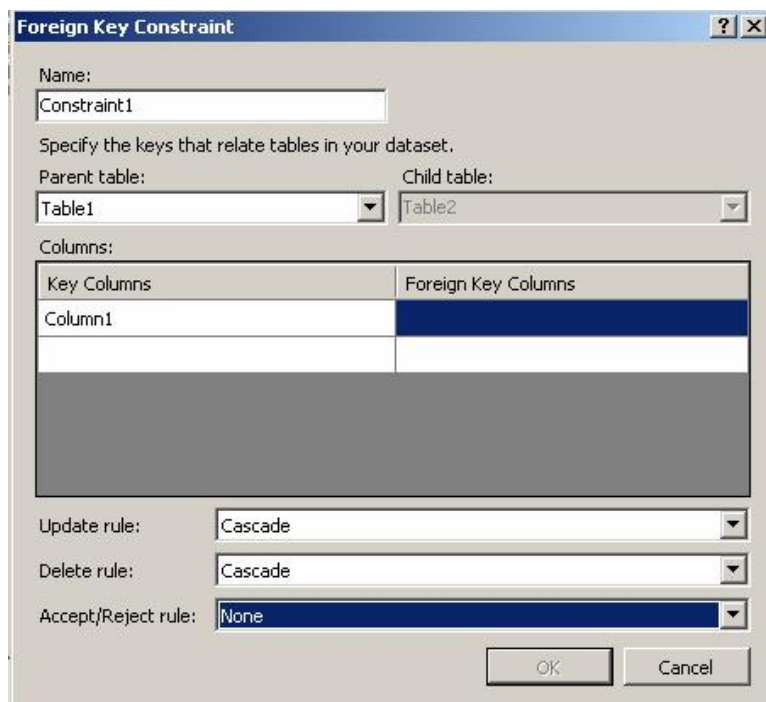 Foreign Key Constraint
Name:
Constraint1
Specify the keys that relate tables in your dataset.
Parent table: Child table:
Table1 Table2
Columns:
Key Columns Foreign Key Columns
Column1
Update rule: Cascade
Delete rule: Cascade
Accept/Reject rule: None
OK Cancel